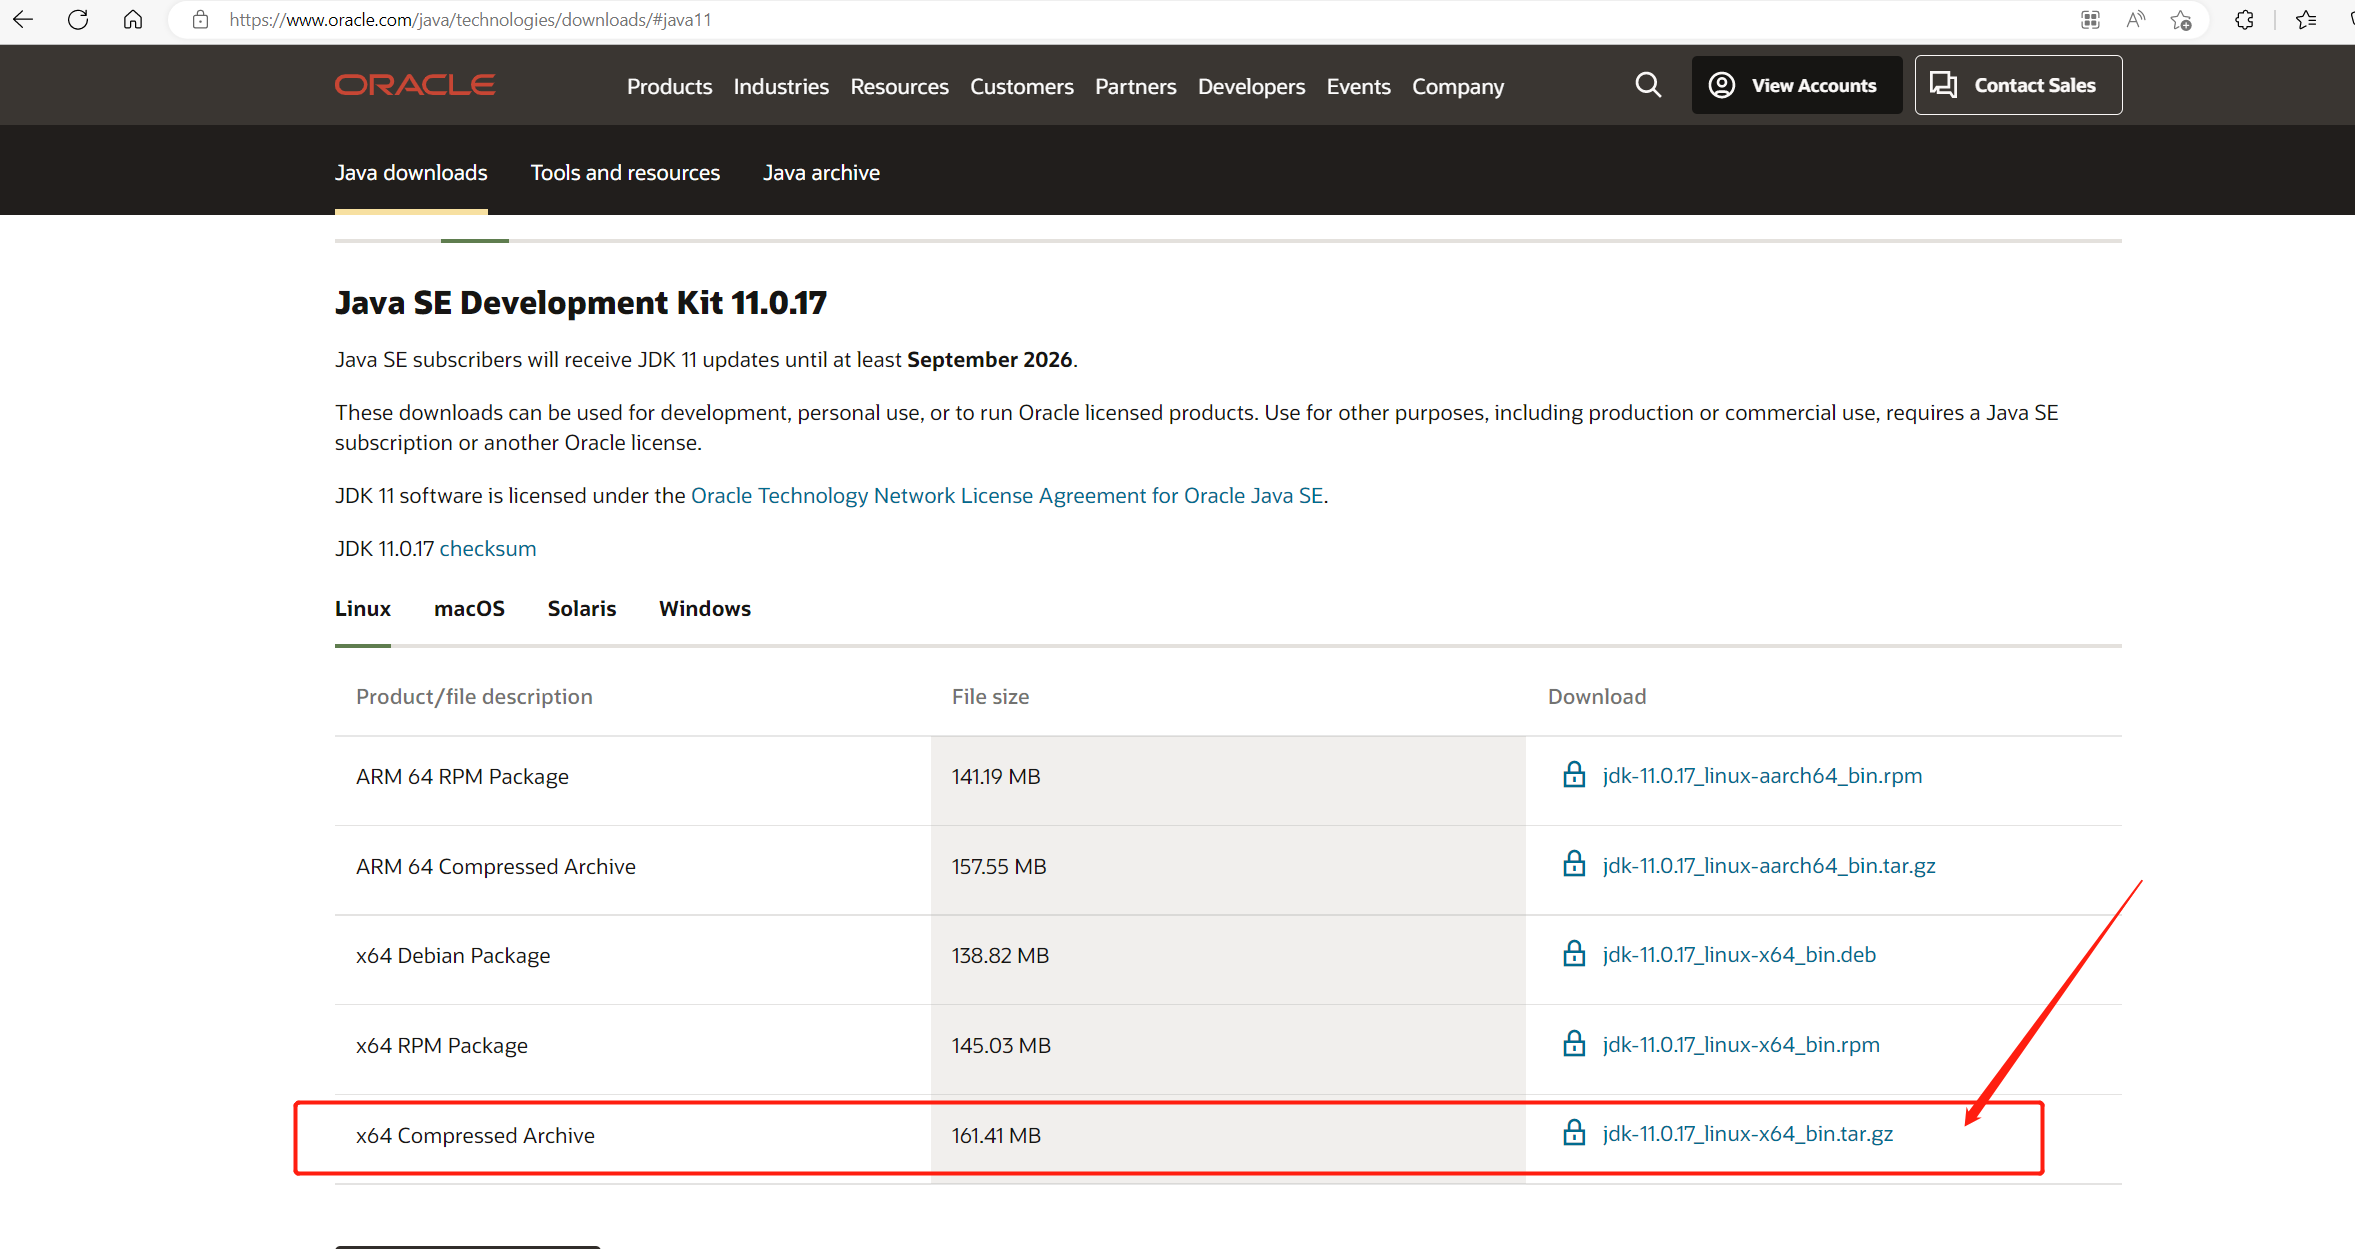 https://www.oracle.com/java/technologies/downloads/#java11
ORACLE
Products Industries Resources Customers Partners Developers Events Company
View Accounts
Contact Sales
Java downloads
Tools and resources
Java archive
Java SE Development Kit 11.0.17
Java SE subscribers will receive JDK 11 updates until at least September 2026.
These downloads can be used for development, personal use, or to run Oracle licensed products. Use for other purposes, including production or commercial use, requires a Java SE
subscription or another Oracle license.
JDK 11 software is licensed under the Oracle Technology Network License Agreement for Oracle Java SE.
JDK 11.0.17 checksum
Linux macOS Solaris Windows
Product/file description File size Download
ARM 64 RPM Package 141.19 MB jdk-11.0.17_linux-aarch64_bin.rpm
ARM 64 Compressed Archive 157.55 MB jdk-11.0.17_linux-aarch64_bin.tar.gz
x64 Debian Package 138.82 MB jdk-11.0.17_linux-x64_bin.deb
x64 RPM Package 145.03 MB jdk-11.0.17_linux-x64_bin.rpm
x64 Compressed Archive 161.41 MB jdk-11.0.17_linux-x64_bin.tar.gz